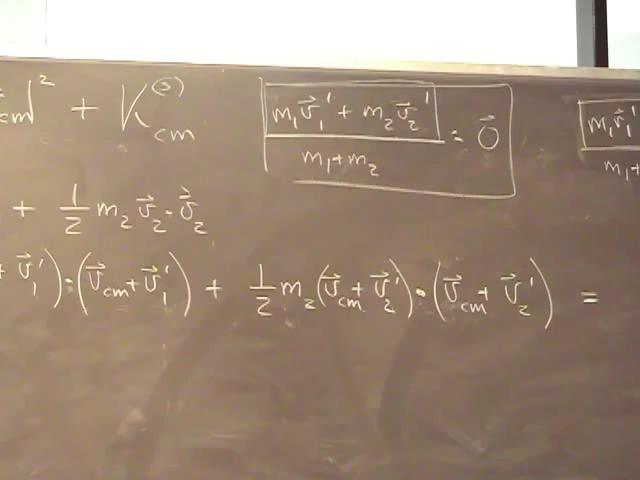 cm|² + K_cm^(S)   (m₁v⃗₁′ + m₂v⃗₂′)/(m₁+m₂) = 0⃗   m₁v⃗₁′/m₁+
+ 1/2 m₂ v⃗₂·v⃗₂
+ v⃗₁′)·(v⃗_cm + v⃗₁′) + 1/2 m₂(v⃗_cm + v⃗₂′)·(v⃗_cm + v⃗₂′) =